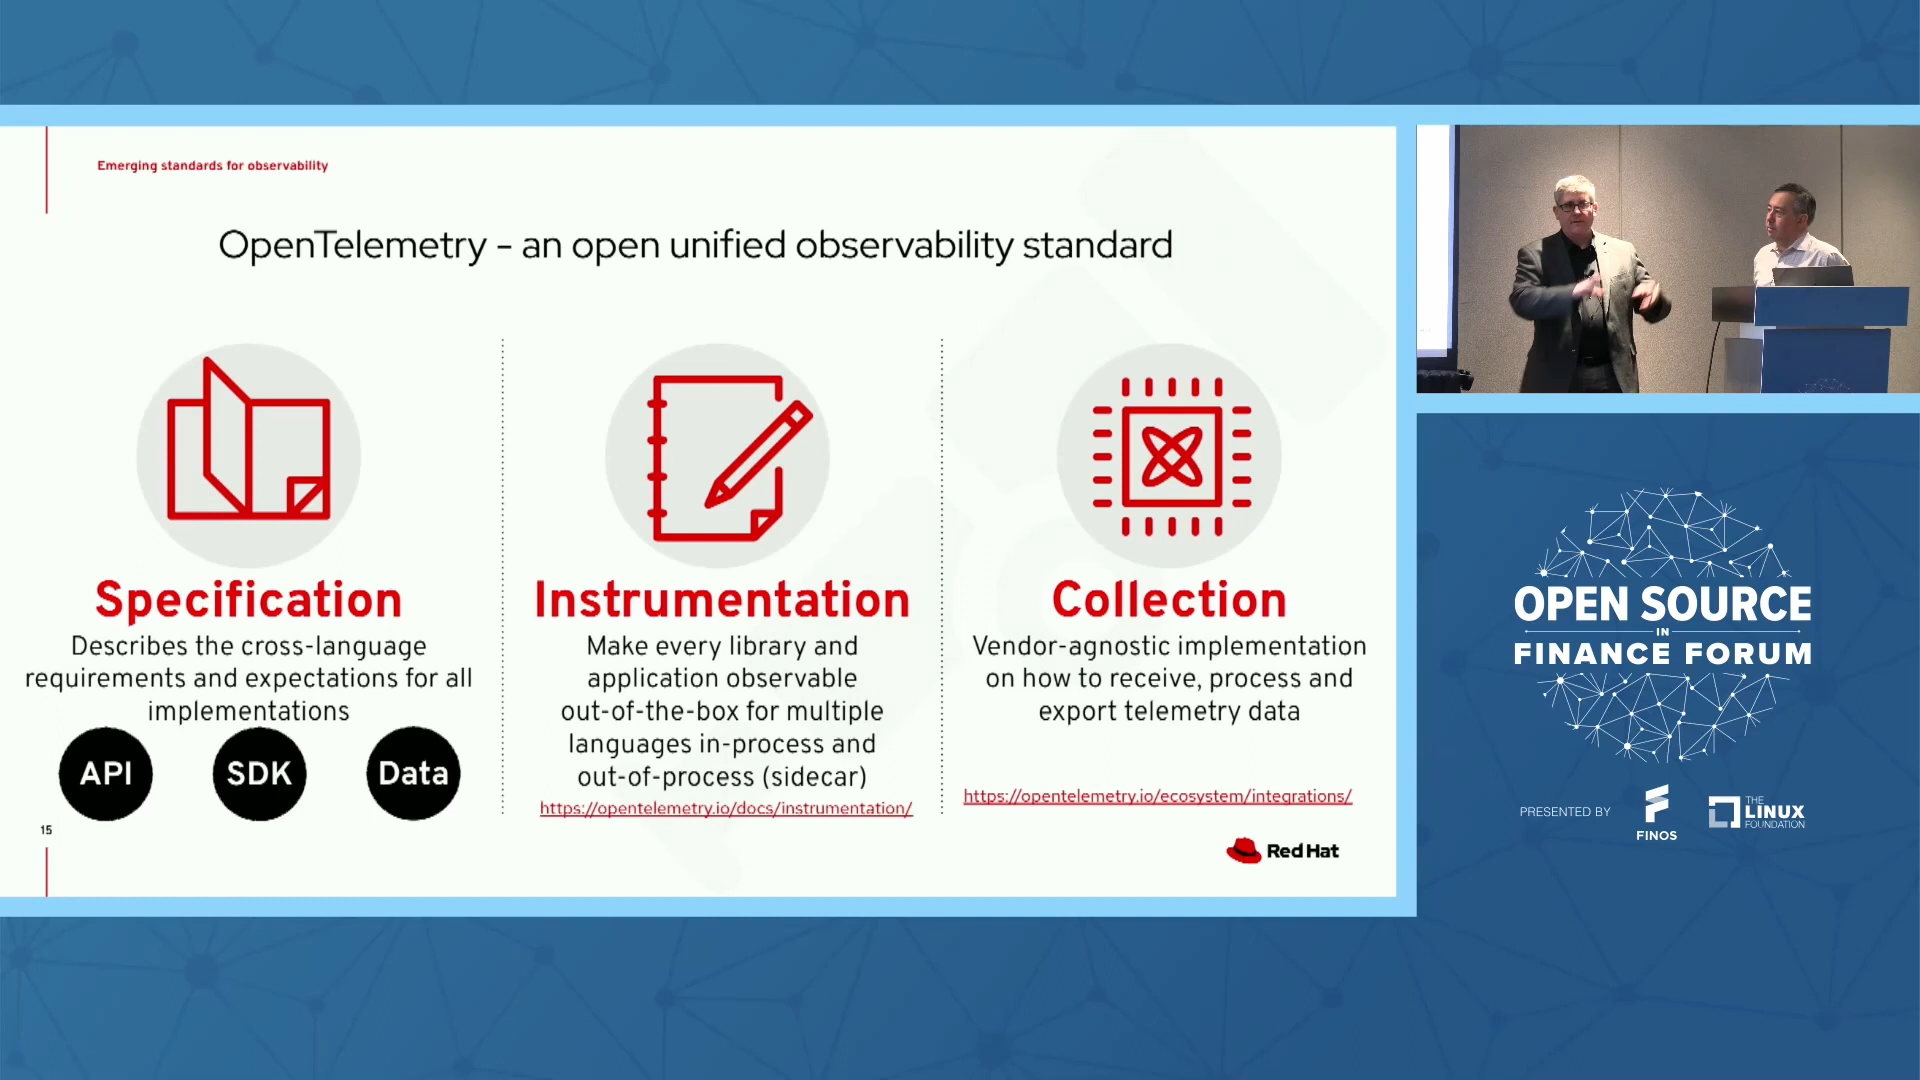 Emerging standards for observability
OpenTelemetry - an open unified observability standard
Specification
Describes the cross-language
requirements and expectations for all
implementations
API
SDK
Data
Instrumentation
Make every library and
application observable
out-of-the-box for multiple
languages in-process and
out-of-process (sidecar)
https://opentelemetry.io/docs/instrumentation/
Collection
Vendor-agnostic implementation
on how to receive, process and
export telemetry data
https://opentelemetry.io/ecosystem/integrations/
15
Red Hat
OPEN SOURCE
IN
FINANCE FORUM
PRESENTED BY
FINOS
THE
LINUX
FOUNDATION